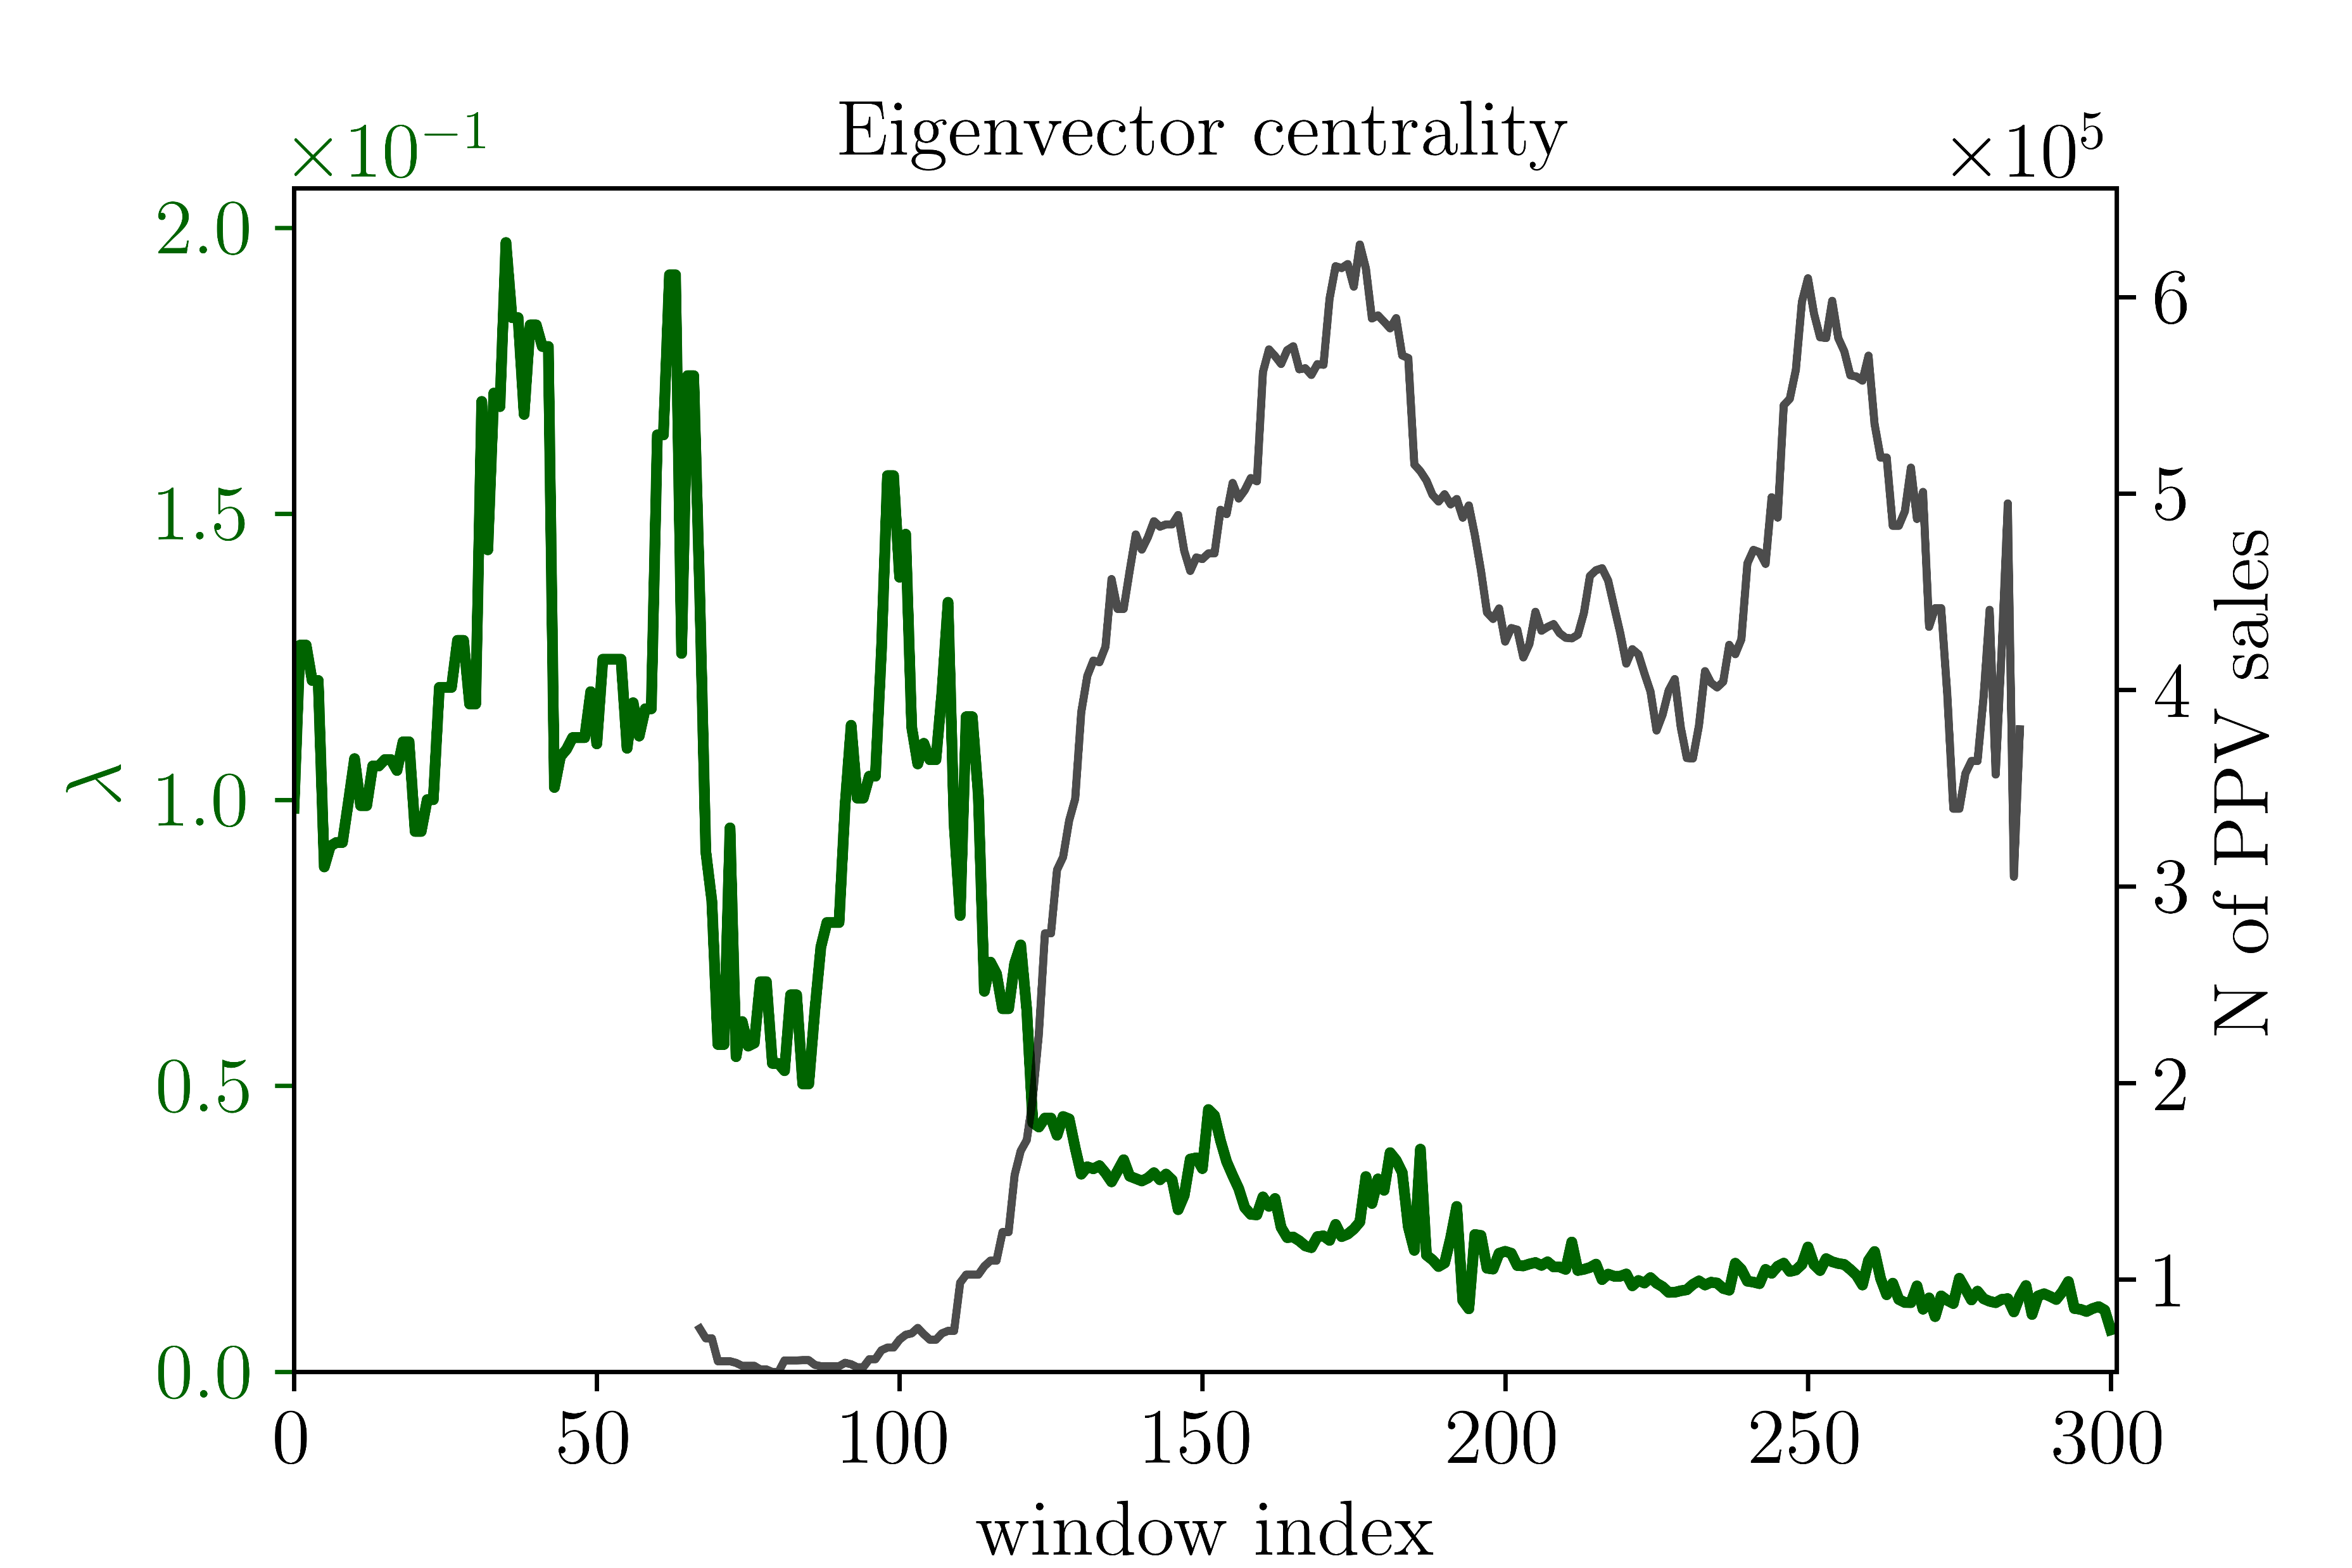 Eigenvector centrality
×10⁻¹
×10⁵
2.0
1.5
1.0
0.5
0.0
λ
6
5
4
3
2
1
N of PPV sales
0 50 100 150 200 250 300
window index